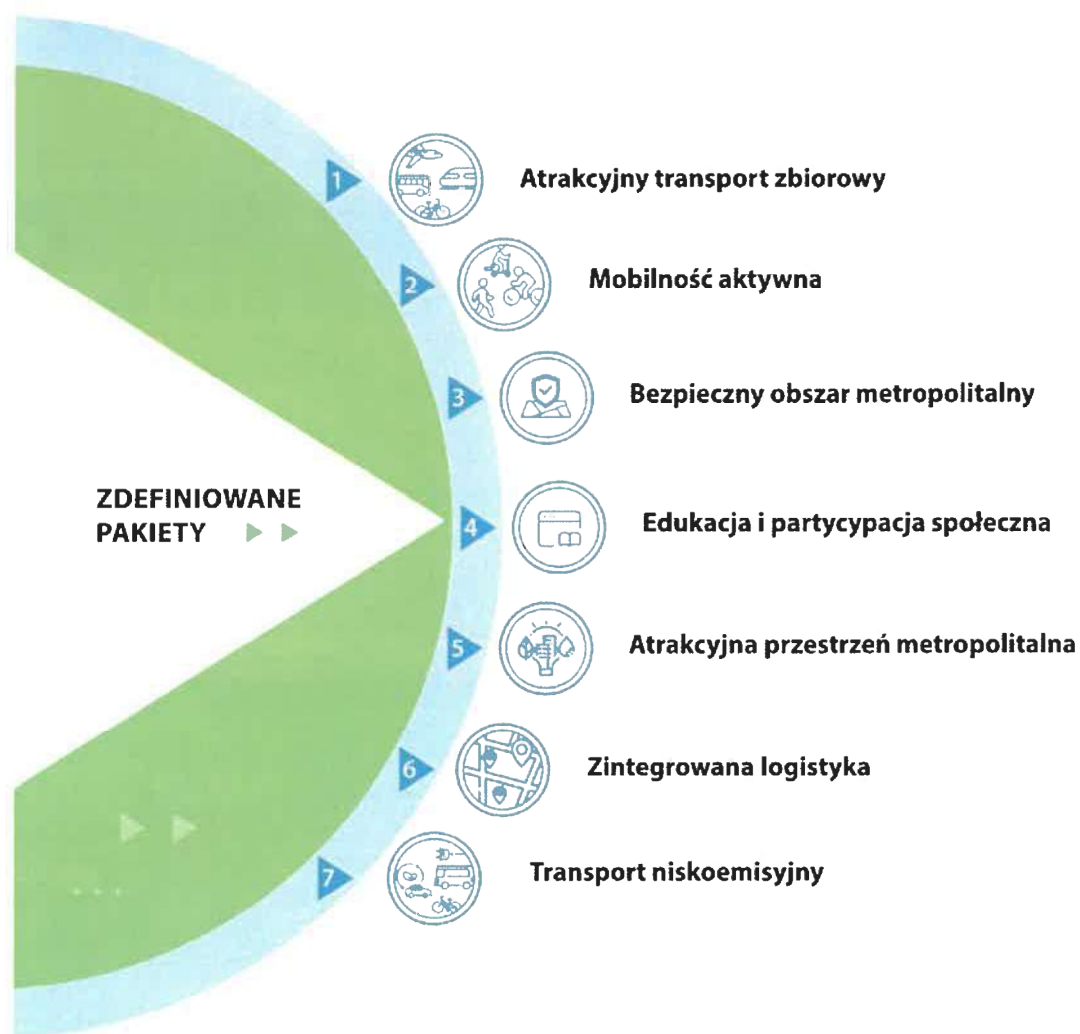 1
Atrakcyjny transport zbiorowy
2
Mobilność aktywna
3
Bezpieczny obszar metropolitalny
ZDEFINIOWANE
PAKIETY
4
Edukacja i partycypacja społeczna
5
Atrakcyjna przestrzeń metropolitalna
6
Zintegrowana logistyka
7
Transport niskoemisyjny